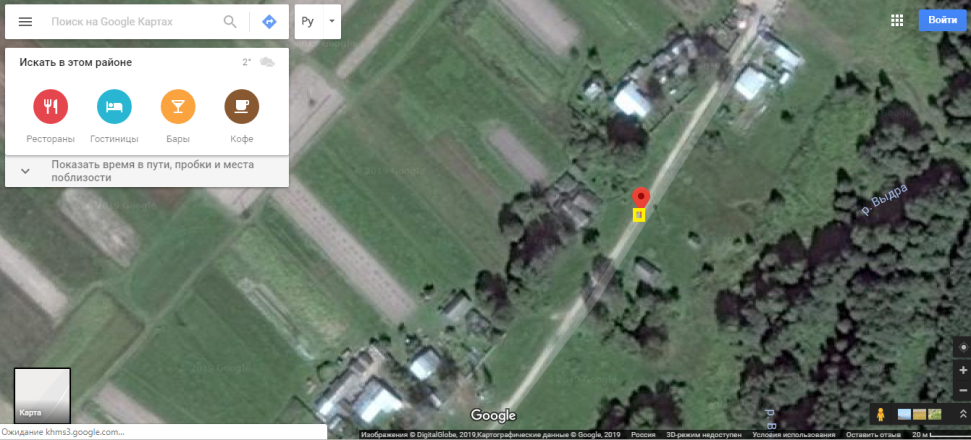 Поиск на Google Картах
Ру
Войти
Искать в этом районе
2°
Рестораны
Гостиницы
Бары
Кофе
Показать время в пути, пробки и места
поблизости
р. Выдра
Карта
Google
Ожидание khms3.google.com...
Изображения © DigitalGlobe, 2019,Картографические данные © Google, 2019 Россия 3D-режим недоступен Условия использования Оставить отзыв 20 м